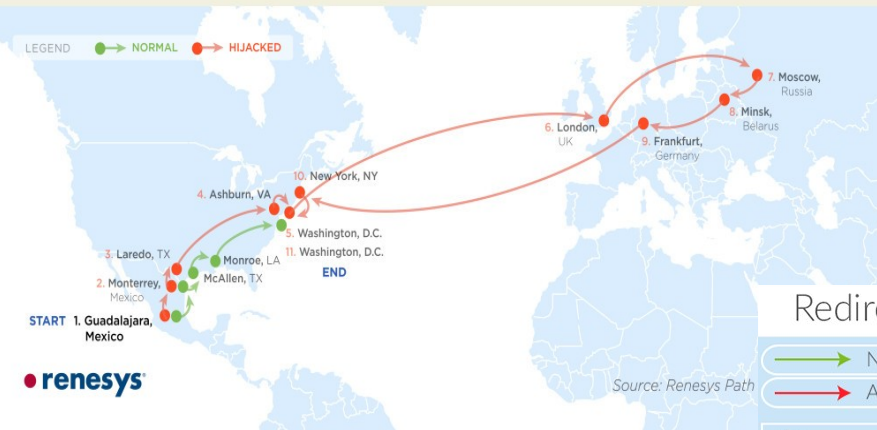 LEGEND NORMAL HIJACKED
7. Moscow,
Russia
8. Minsk,
Belarus
6. London,
UK
9. Frankfurt,
Germany
10. New York, NY
4. Ashburn, VA
5. Washington, D.C.
11. Washington, D.C.
END
3. Laredo, TX
Monroe, LA
McAllen, TX
2. Monterrey,
Mexico
START 1. Guadalajara,
Mexico
renesys
Source: Renesys Path
Redir
N
A